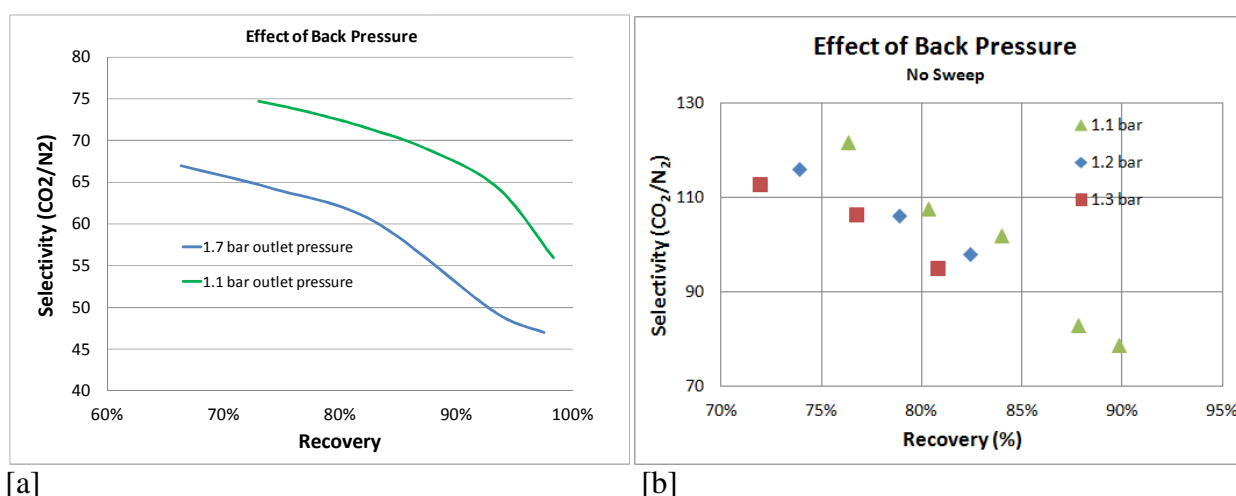 Effect of Back Pressure
Selectivity (CO2/N2)
80
75
70
65
60
55
50
45
40
1.7 bar outlet pressure
1.1 bar outlet pressure
60% 70% 80% 90% 100%
Recovery
[a]
Effect of Back Pressure
No Sweep
Selectivity (CO₂/N₂)
130
110
90
70
1.1 bar
1.2 bar
1.3 bar
70% 75% 80% 85% 90% 95%
Recovery (%)
[b]